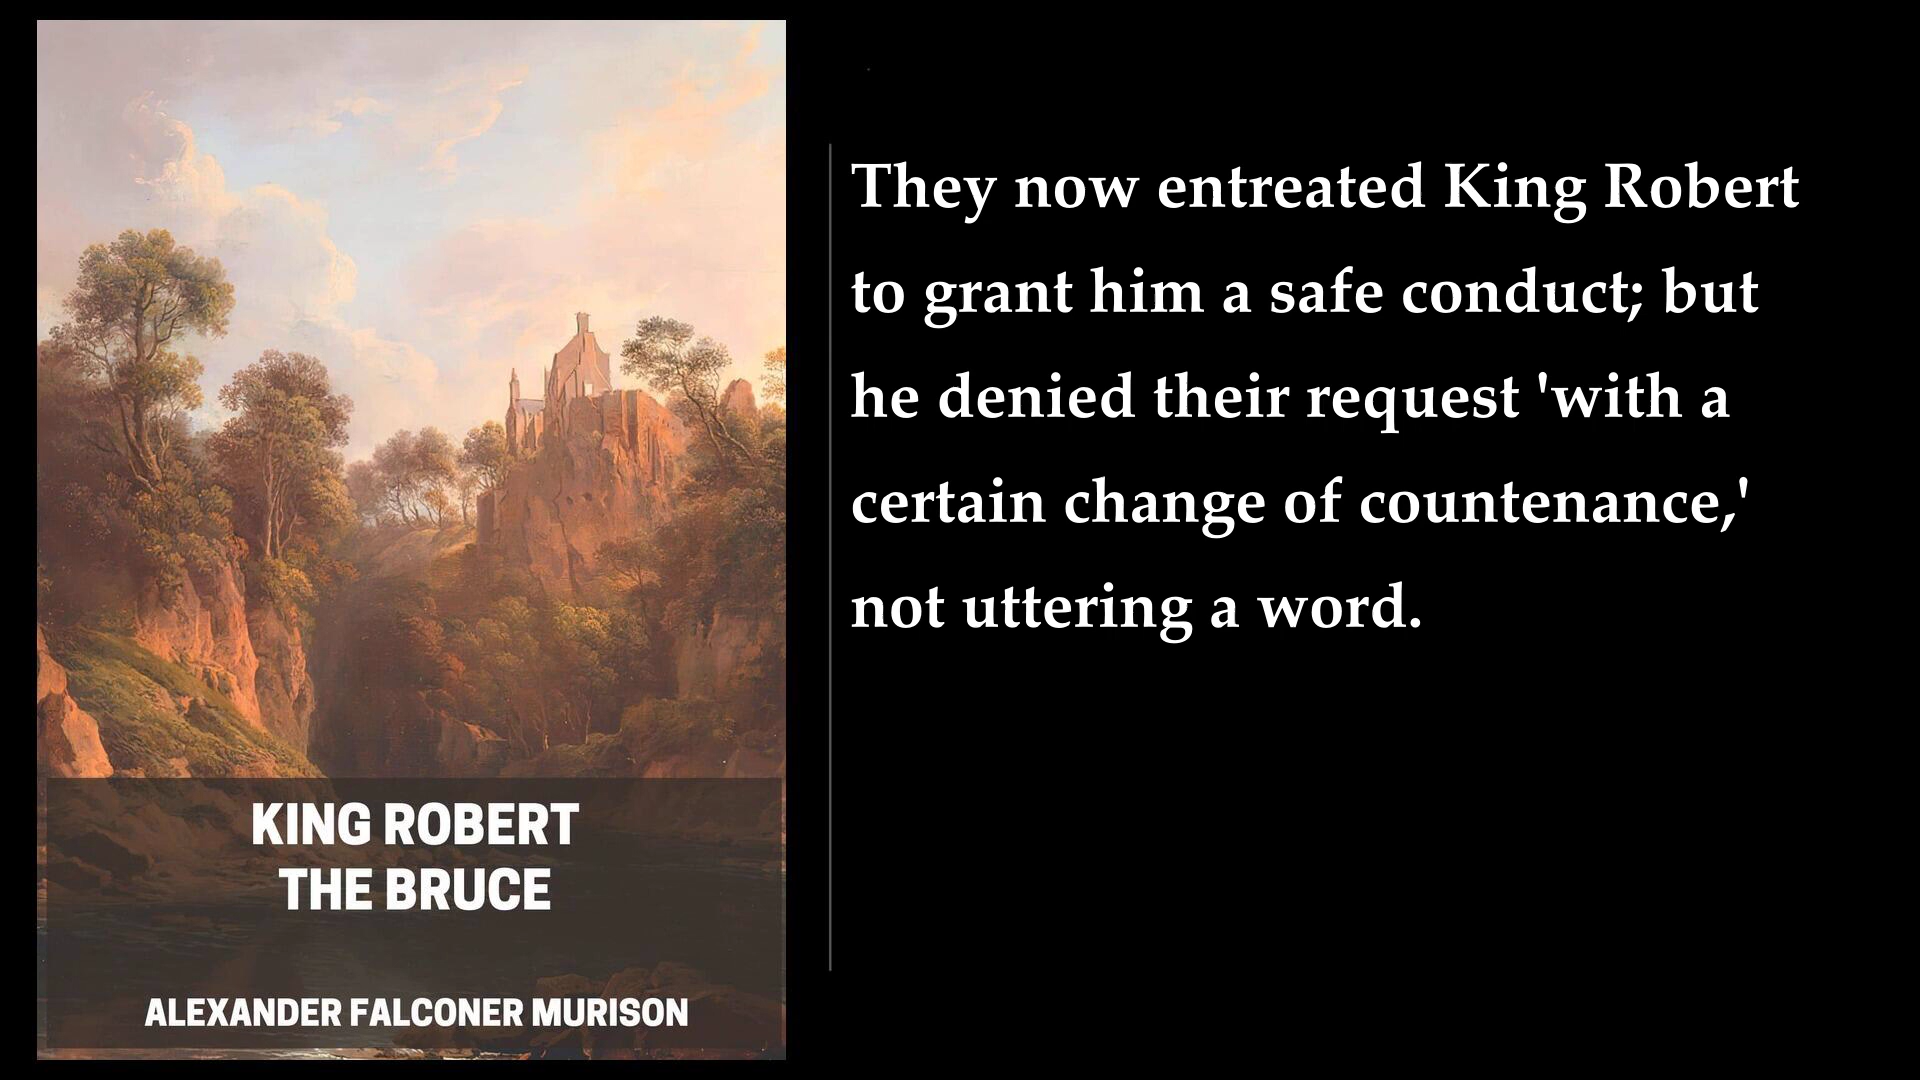 They now entreated King Robert
to grant him a safe conduct; but
he denied their request 'with a
certain change of countenance,'
not uttering a word.
KING ROBERT
THE BRUCE
ALEXANDER FALCONER MURISON